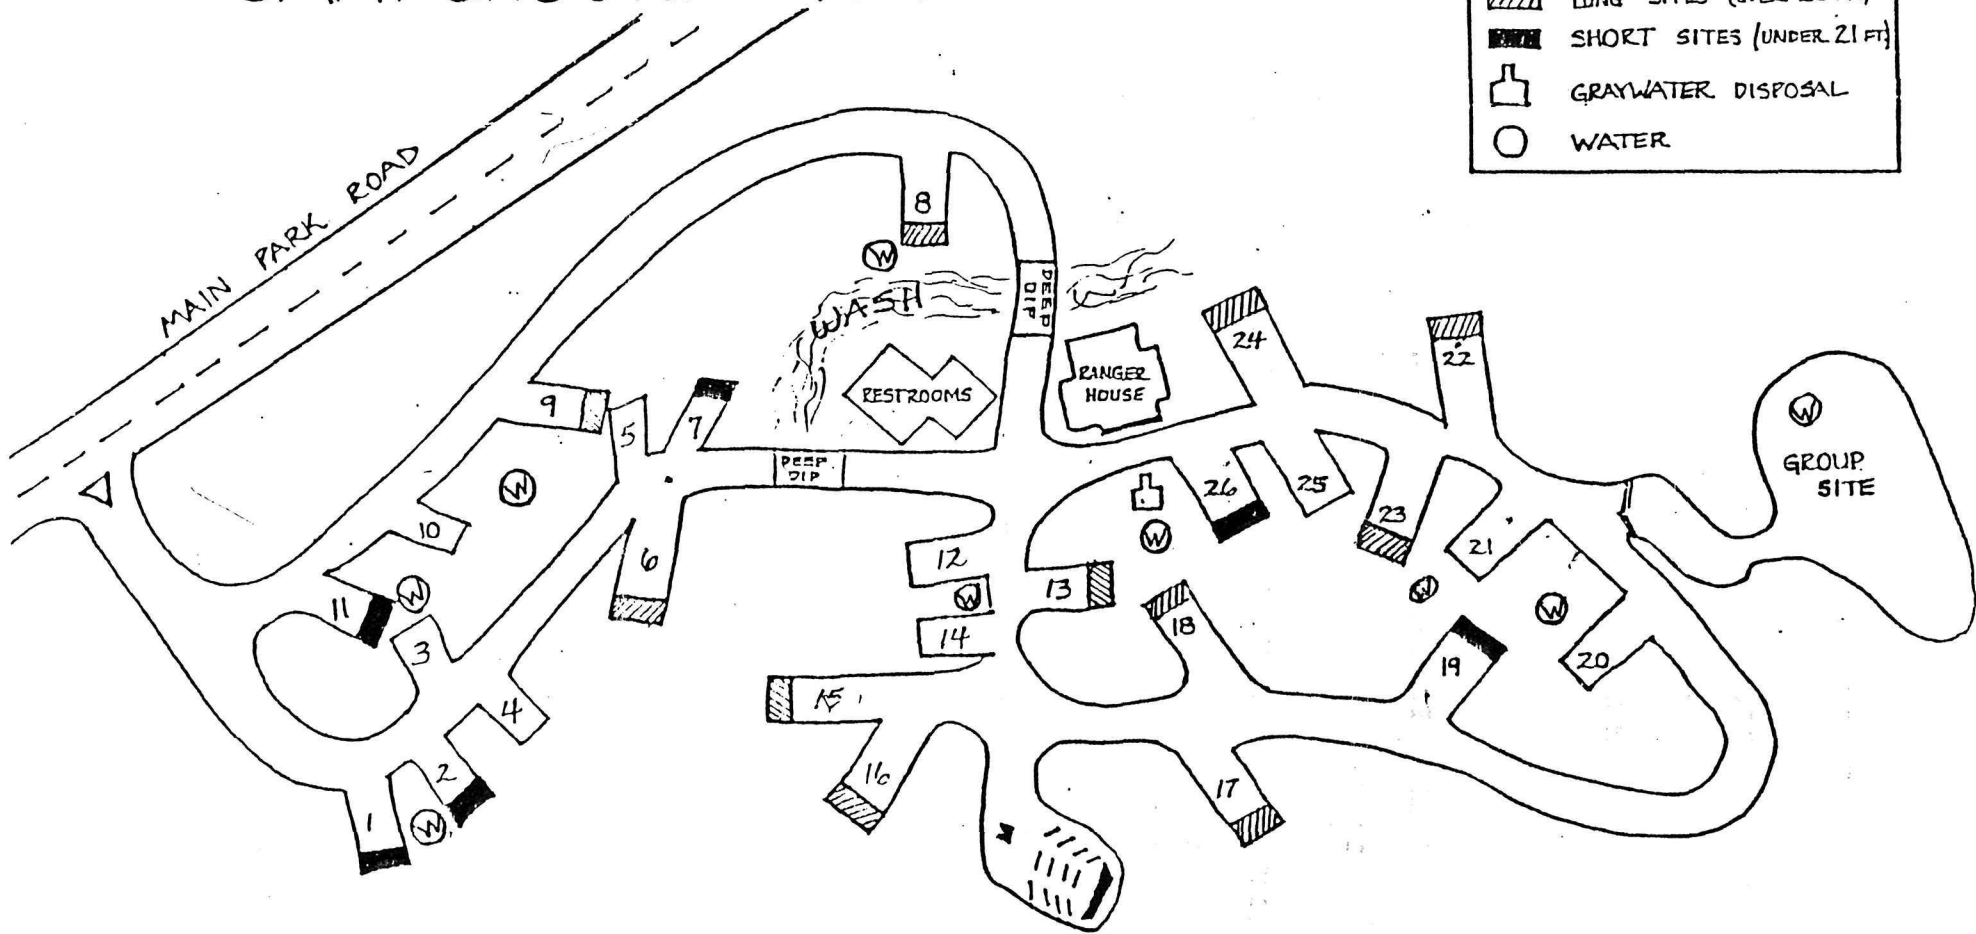 SHORT SITES (UNDER 21 FT)
GRAYWATER DISPOSAL
WATER
MAIN PARK ROAD
8
W
WASH
DEEP
DIP
24
22
RANGER
HOUSE
RESTROOMS
W
GROUP
SITE
9
5
7
DEEP
DIP
W
26
25
23
21
10
6
12
W
13
W
W
11
W
3
14
18
19
20
4
15
2
16
17
1
W